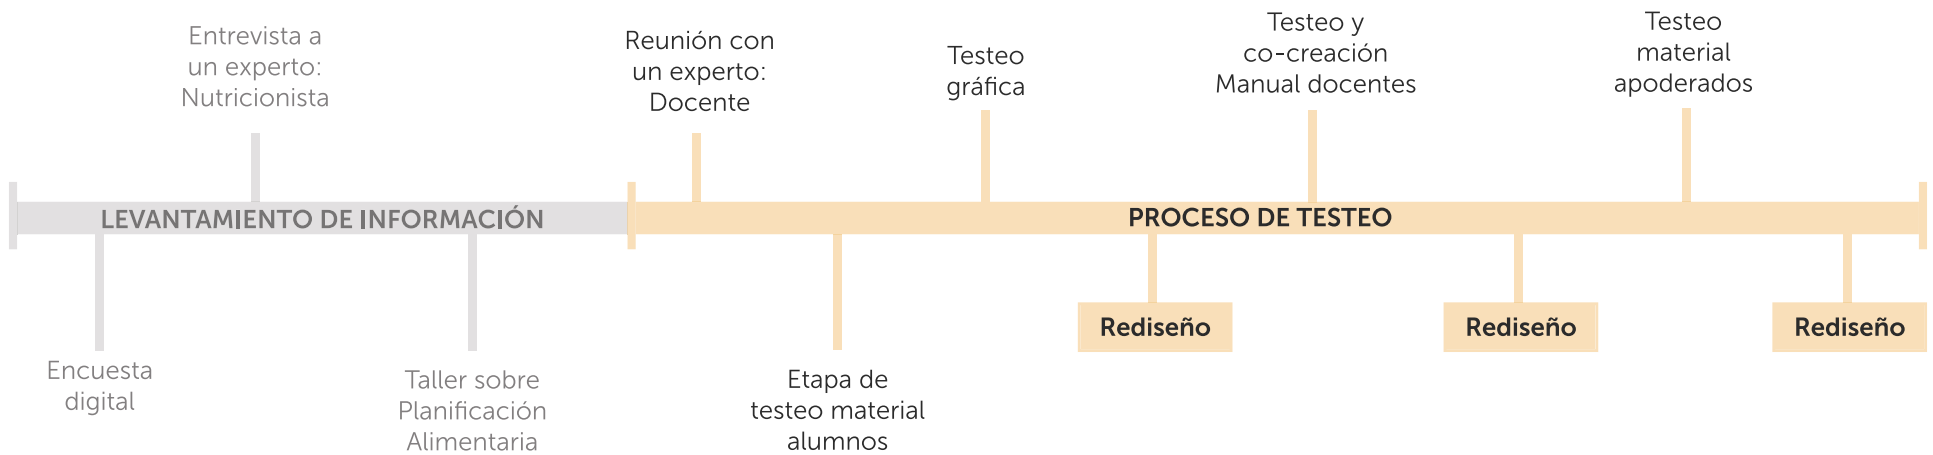 Entrevista a
un experto:
Nutricionista
Reunión con
un experto:
Docente
Testeo
gráfica
Testeo y
co-creación
Manual docentes
Testeo
material
apoderados
LEVANTAMIENTO DE INFORMACIÓN
PROCESO DE TESTEO
Encuesta
digital
Taller sobre
Planificación
Alimentaria
Etapa de
testeo material
alumnos
Rediseño
Rediseño
Rediseño